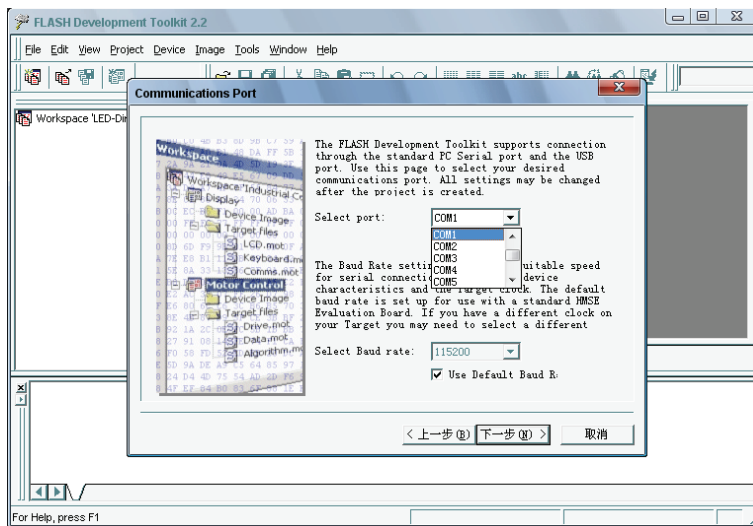 FLASH Development Toolkit 2.2
File Edit View Project Device Image Tools Window Help
abc
Workspace 'LED-Dir
Communications Port
Workspace
Workspace 'Industrial Ce
Display
Device Image
Target files
LCD.mot
Keyboard.m
Comms.mot
Motor Control
Device Image
Target files
Drive.mot
Data.mot
Algorithm.mo
The FLASH Development Toolkit supports connection
through the standard PC Serial port and the USB
port. Use this page to select your desired
communications port. All settings may be changed
after the project is created.
Select port: COM1
COM1
COM2
COM3
COM4
COM5
The Baud Rate setti uitable speed
for serial connectio device
characteristics and the Target clock. The default
baud rate is set up for use with a standard HMSE
Evaluation Board. If you have a different clock on
your Target you may need to select a different
Select Baud rate: 115200
Use Default Baud R
< 上一步(B) 下一步(N) > 取消
For Help, press F1